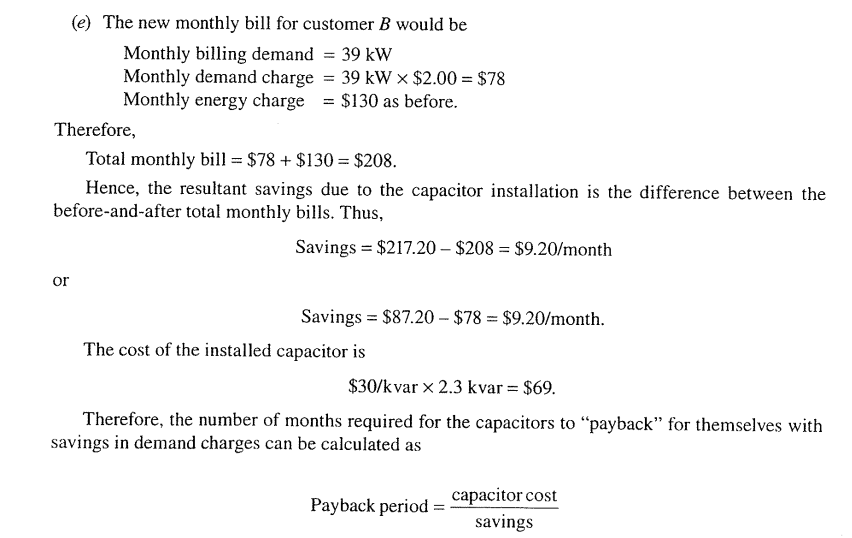 (e) The new monthly bill for customer B would be
Monthly billing demand = 39 kW
Monthly demand charge = 39 kW × $2.00 = $78
Monthly energy charge = $130 as before.
Therefore,
Total monthly bill = $78 + $130 = $208.
Hence, the resultant savings due to the capacitor installation is the difference between the
before-and-after total monthly bills. Thus,
Savings = $217.20 – $208 = $9.20/month
or
Savings = $87.20 – $78 = $9.20/month.
The cost of the installed capacitor is
$30/kvar × 2.3 kvar = $69.
Therefore, the number of months required for the capacitors to “payback” for themselves with
savings in demand charges can be calculated as
Payback period = capacitor cost
savings